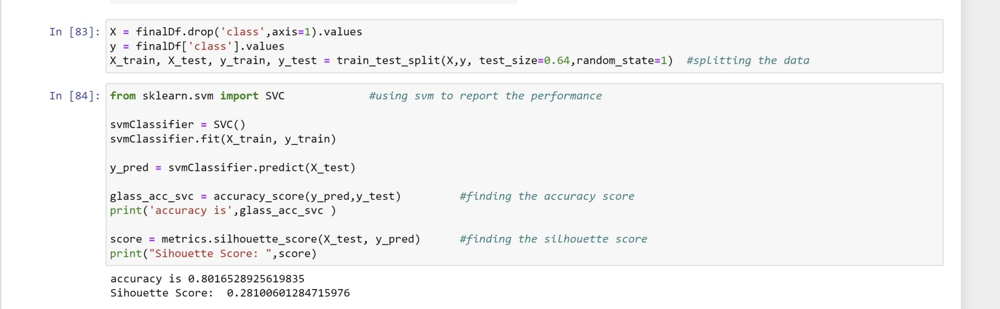 In [83]: X = finalDf.drop('class',axis=1).values
y = finalDf['class'].values
X_train, X_test, y_train, y_test = train_test_split(X,y, test_size=0.64,random_state=1)  #splitting the data
In [84]: from sklearn.svm import SVC             #using svm to report the performance
svmClassifier = SVC()
svmClassifier.fit(X_train, y_train)
y_pred = svmClassifier.predict(X_test)
glass_acc_svc = accuracy_score(y_pred,y_test)         #finding the accuracy score
print('accuracy is',glass_acc_svc )
score = metrics.silhouette_score(X_test, y_pred)      #finding the silhouette score
print("Sihouette Score: ",score)
accuracy is 0.8016528925619835
Sihouette Score:  0.28100601284715976